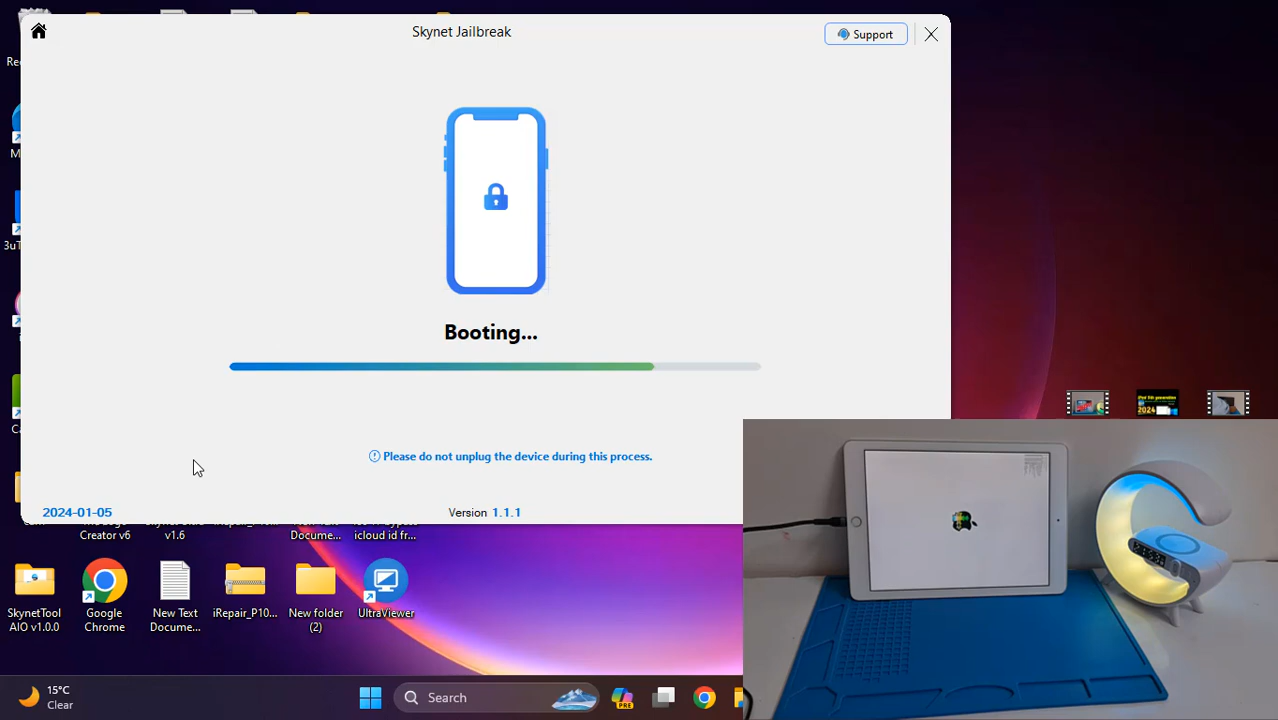 Skynet Jailbreak
Support
Booting...
Please do not unplug the device during this process.
2024-01-05
Version 1.1.1
Creator v6
v1.6
Docume...
icloud id fr...
SkynetTool
AIO v1.0.0
Google
Chrome
New Text
Docume...
iRepair_P10...
New folder
(2)
UltraViewer
15°C
Clear
Search
PRE
2024